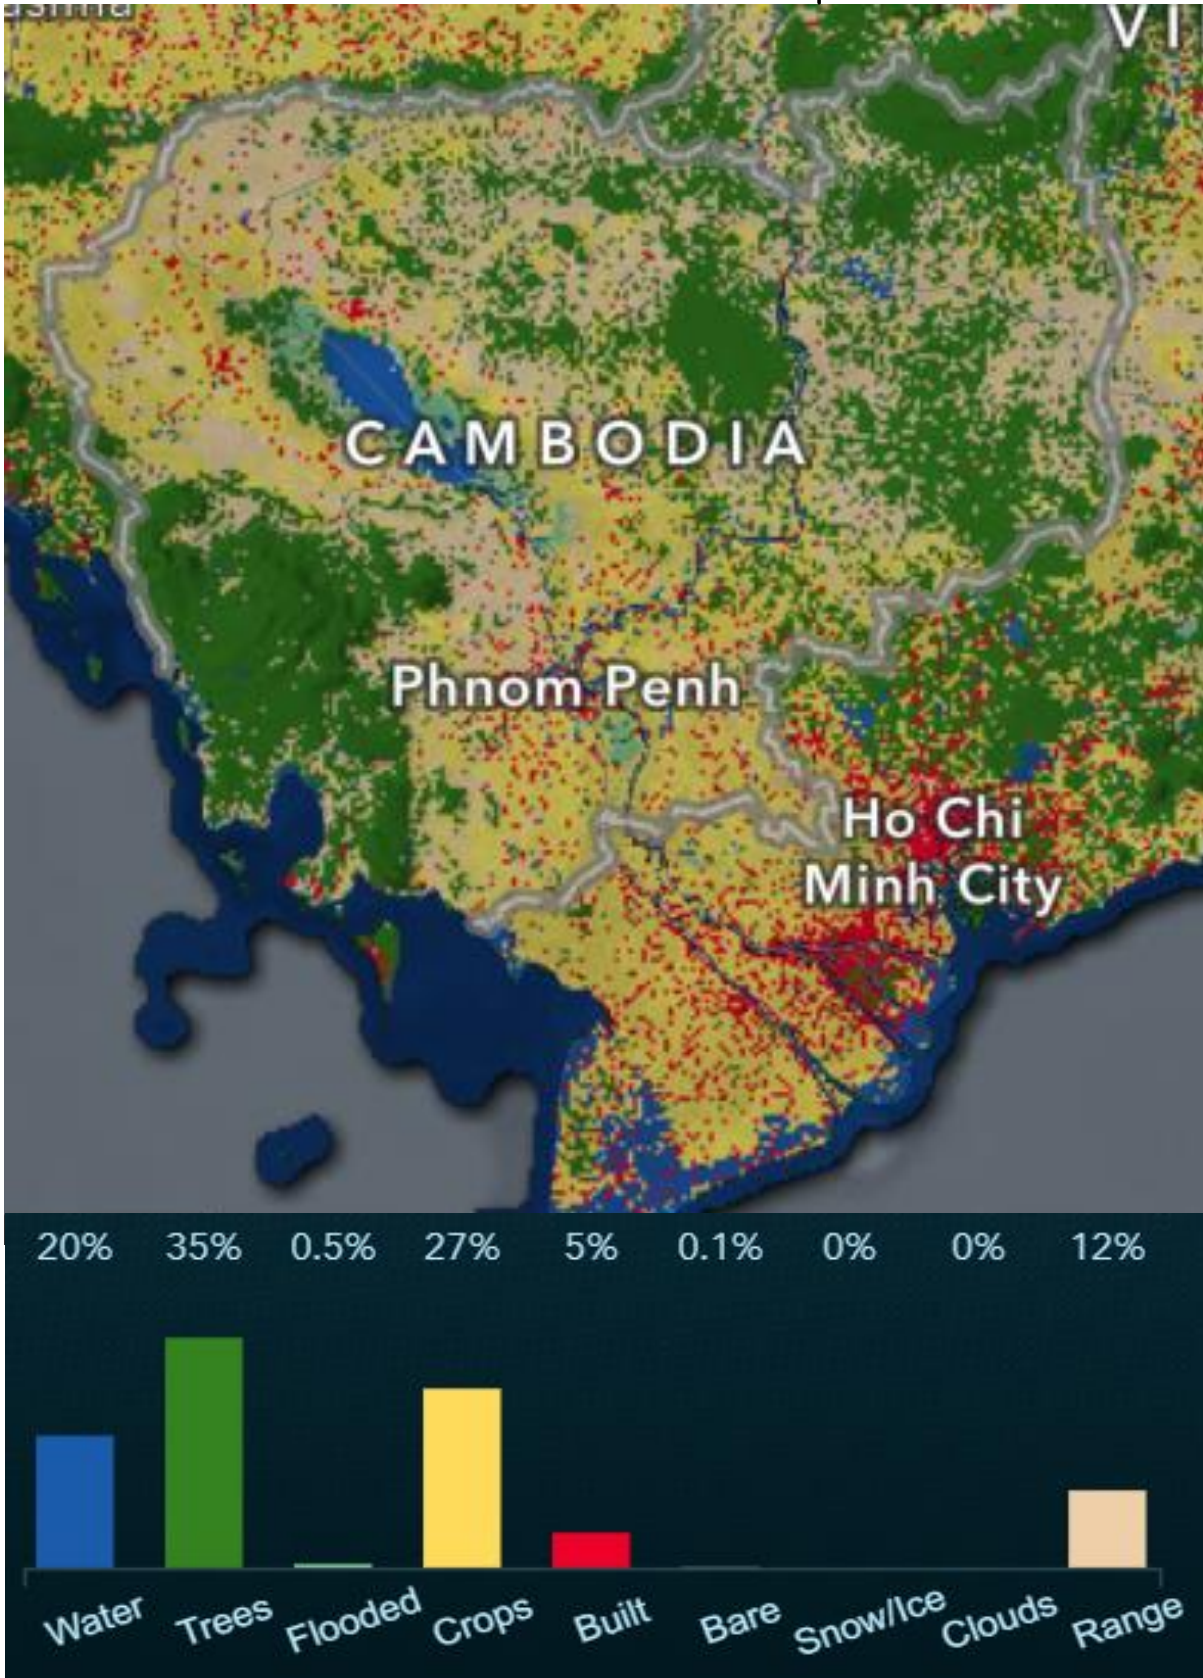 VI
CAMBODIA
Phnom Penh
Ho Chi
Minh City
20% 35% 0.5% 27% 5% 0.1% 0% 0% 12%
Water Trees Flooded Crops Built Bare Snow/Ice Clouds Range